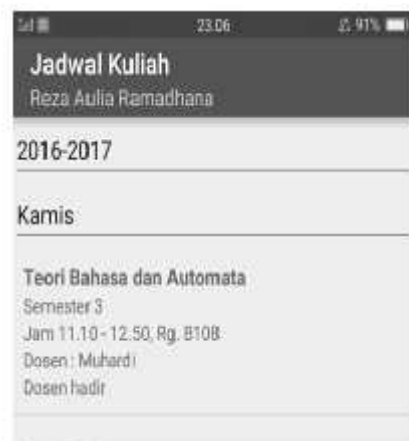 23.06
91%
Jadwal Kuliah
Reza Aulia Ramadhana
2016-2017
Kamis
Teori Bahasa dan Automata
Semester 3
Jam 11.10 - 12.50, Rg. B10B
Dosen : Muhardi
Dosen hadir